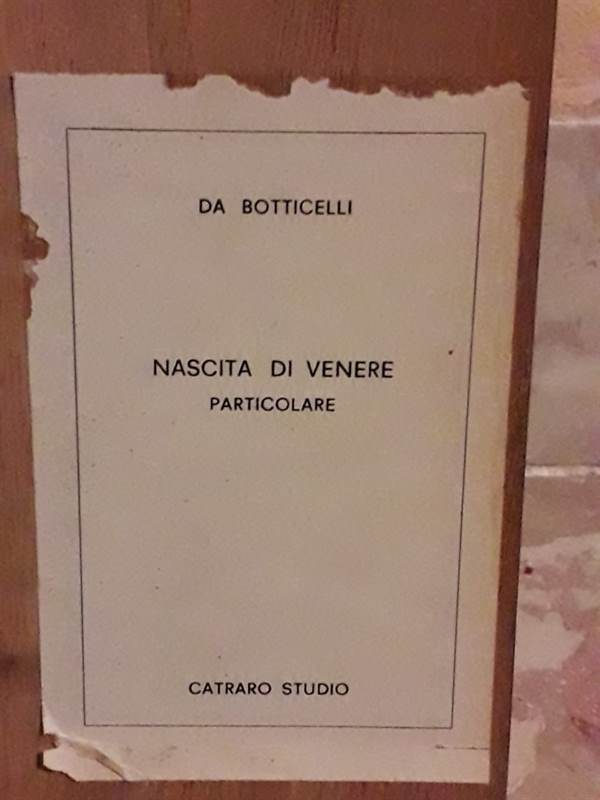 DA BOTTICELLI
NASCITA DI VENERE
PARTICOLARE
CATRARO STUDIO